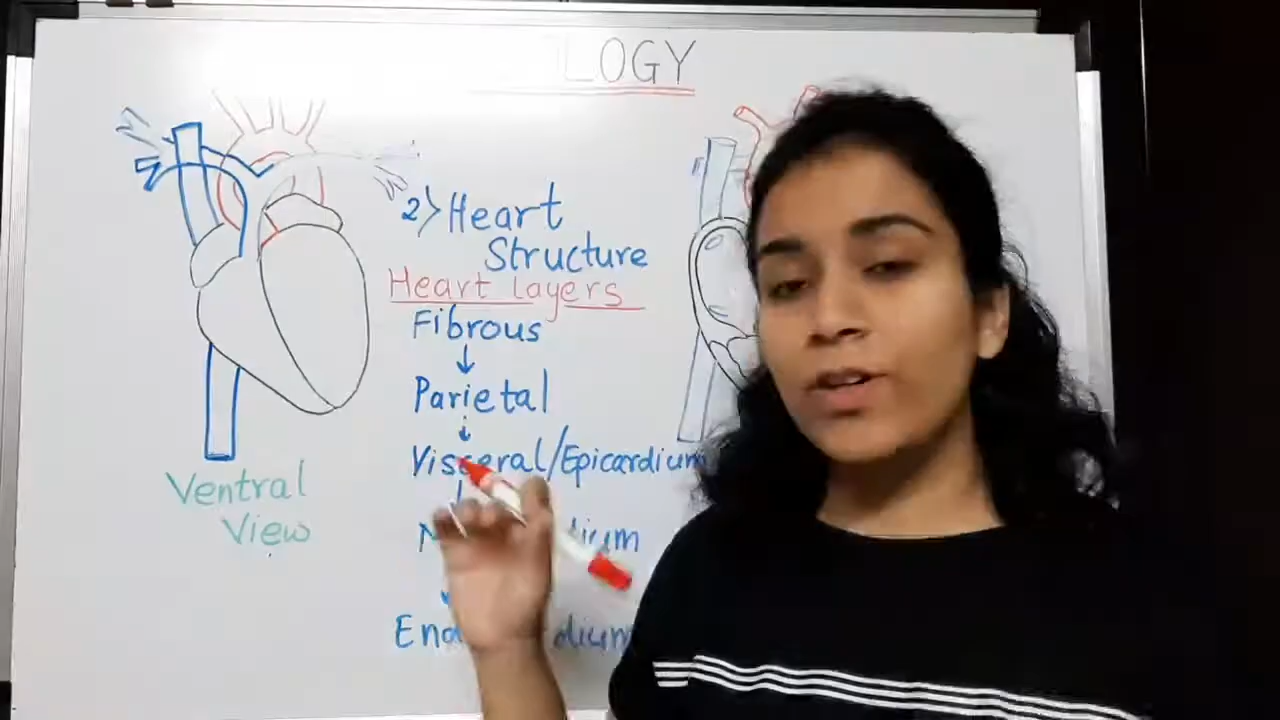 LOGY
2) Heart
Structure
Heart layers
Fibrous
Parietal
Visceral/Epicardium
Ventral
View